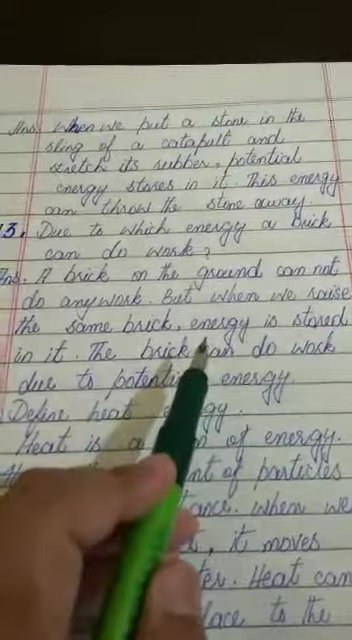 Ans. When we put a stone in the
sling of a catapult and
stretch its rubber, potential
energy stores in it. This energy
can throw the stone away.
3. Due to which energy a brick
can do work?
Ans. A brick on the ground can not
do any work. But when we raise
the same brick, energy is stored
in it. The brick can do work
due to potential energy.
Define heat
Heat is a of energy.
of particles
when we
it moves
Heat can
to the